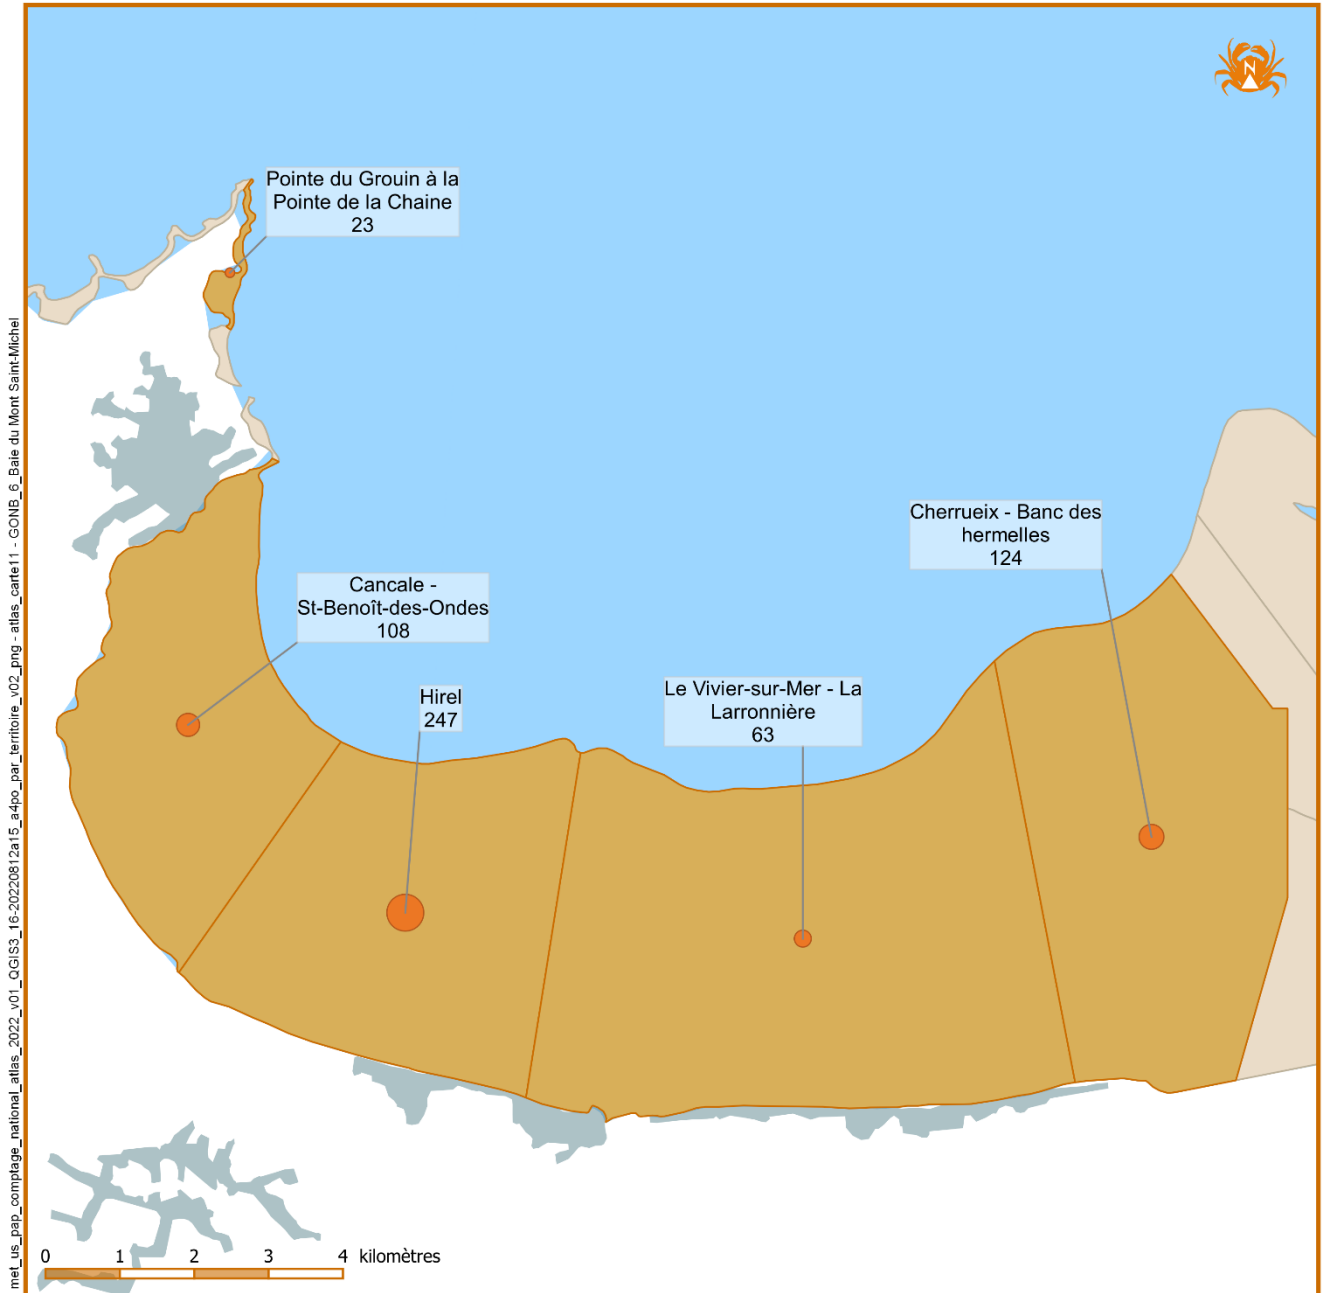 N
Pointe du Grouin à la
Pointe de la Chaine
23
Cherrueix - Banc des
hermelles
124
Cancale -
St-Benoît-des-Ondes
108
Hirel
247
Le Vivier-sur-Mer - La
Larronnière
63
0 1 2 3 4 kilomètres
met_us_pap_comptage_national_atlas_2022_v01_QGIS3_16-20220812a15_a4po_par_territoire_v02_png - atlas_carte11 - GONB_6_Baie du Mont Saint-Michel